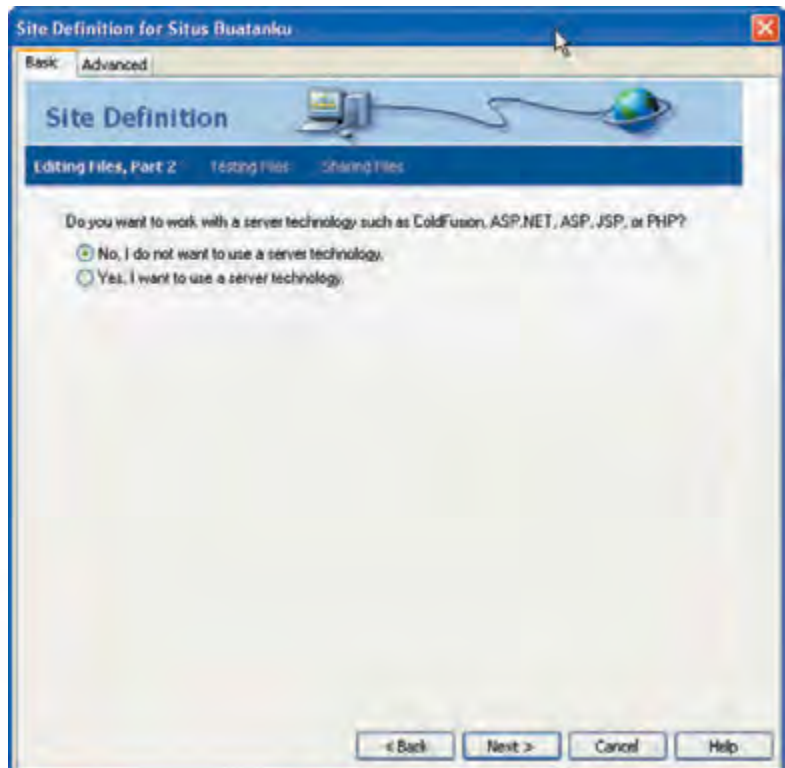 Site Definition for Situs Buatanku
Basic Advanced
Site Definition
Editing Files, Part 2 Testing Files Sharing Files
Do you want to work with a server technology such as ColdFusion, ASP.NET, ASP, JSP, or PHP?
No, I do not want to use a server technology.
Yes, I want to use a server technology.
< Back Next > Cancel Help